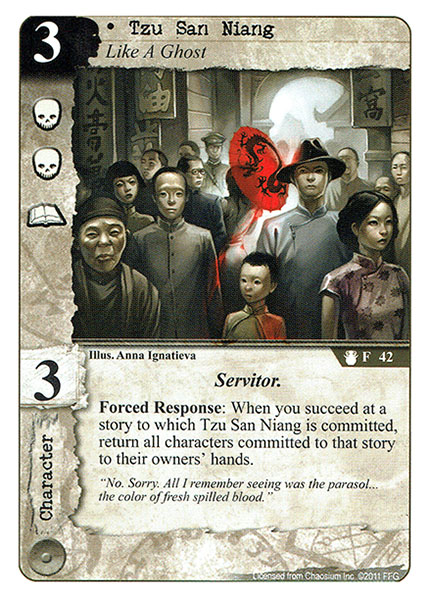 3
• Tzu San Niang
Like A Ghost
Illus. Anna Ignatieva
F 42
3
Servitor.
Forced Response: When you succeed at a
story to which Tzu San Niang is committed,
return all characters committed to that story
to their owners' hands.
“No. Sorry. All I remember seeing was the parasol...
the color of fresh spilled blood.”
Character
Licensed from Chaosium Inc. ©2011 FFG